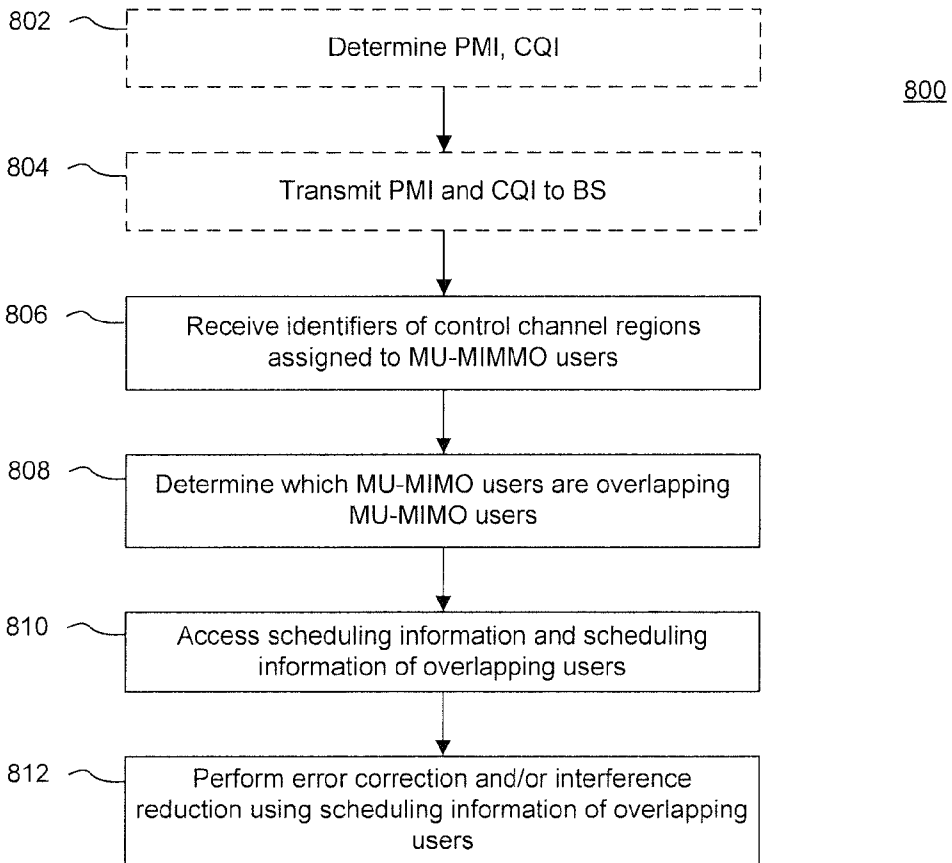 802
Determine PMI, CQI
800
804
Transmit PMI and CQI to BS
806
Receive identifiers of control channel regions
assigned to MU-MIMMO users
808
Determine which MU-MIMO users are overlapping
MU-MIMO users
810
Access scheduling information and scheduling
information of overlapping users
812
Perform error correction and/or interference
reduction using scheduling information of overlapping
users